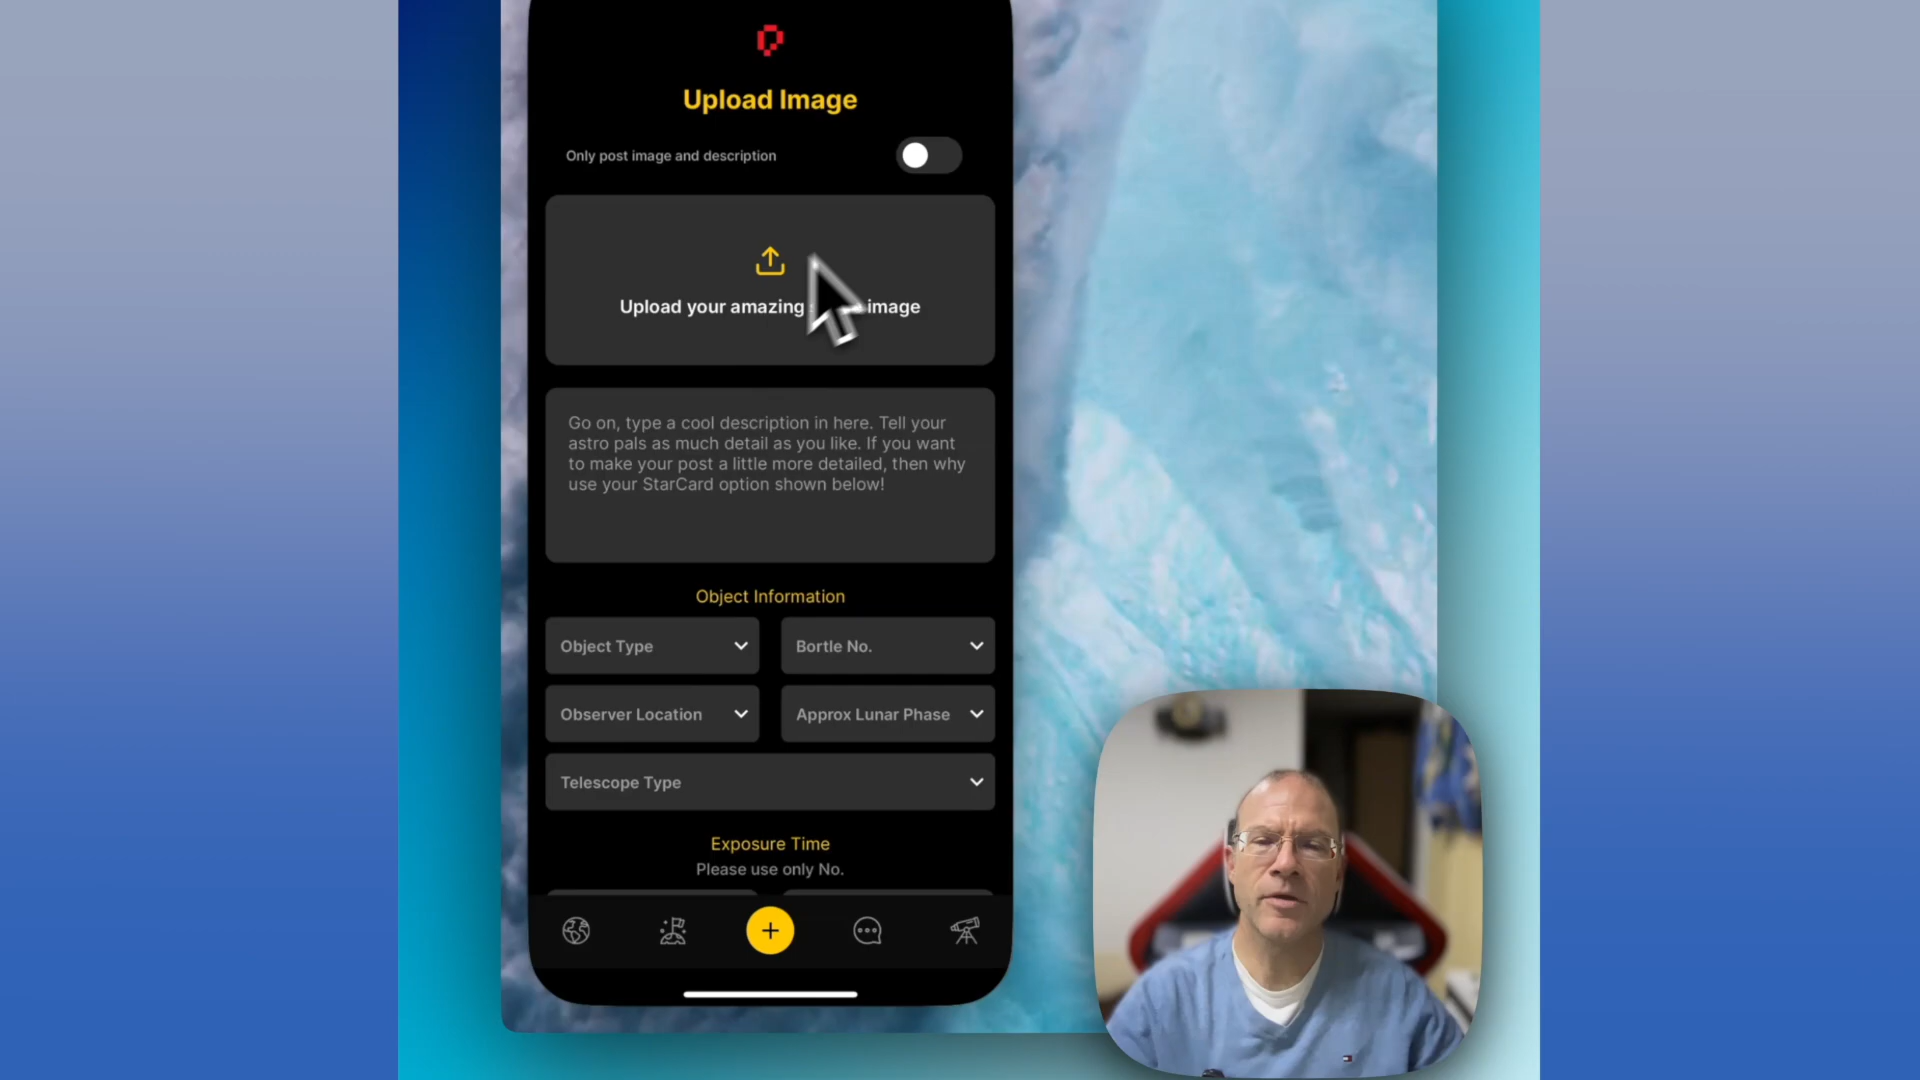 Upload Image
Only post image and description
Upload your amazing image
Go on, type a cool description in here. Tell your
astro pals as much detail as you like. If you want
to make your post a little more detailed, then why
use your StarCard option shown below!
Object Information
Object Type
Bortle No.
Observer Location
Approx Lunar Phase
Telescope Type
Exposure Time
Please use only No.